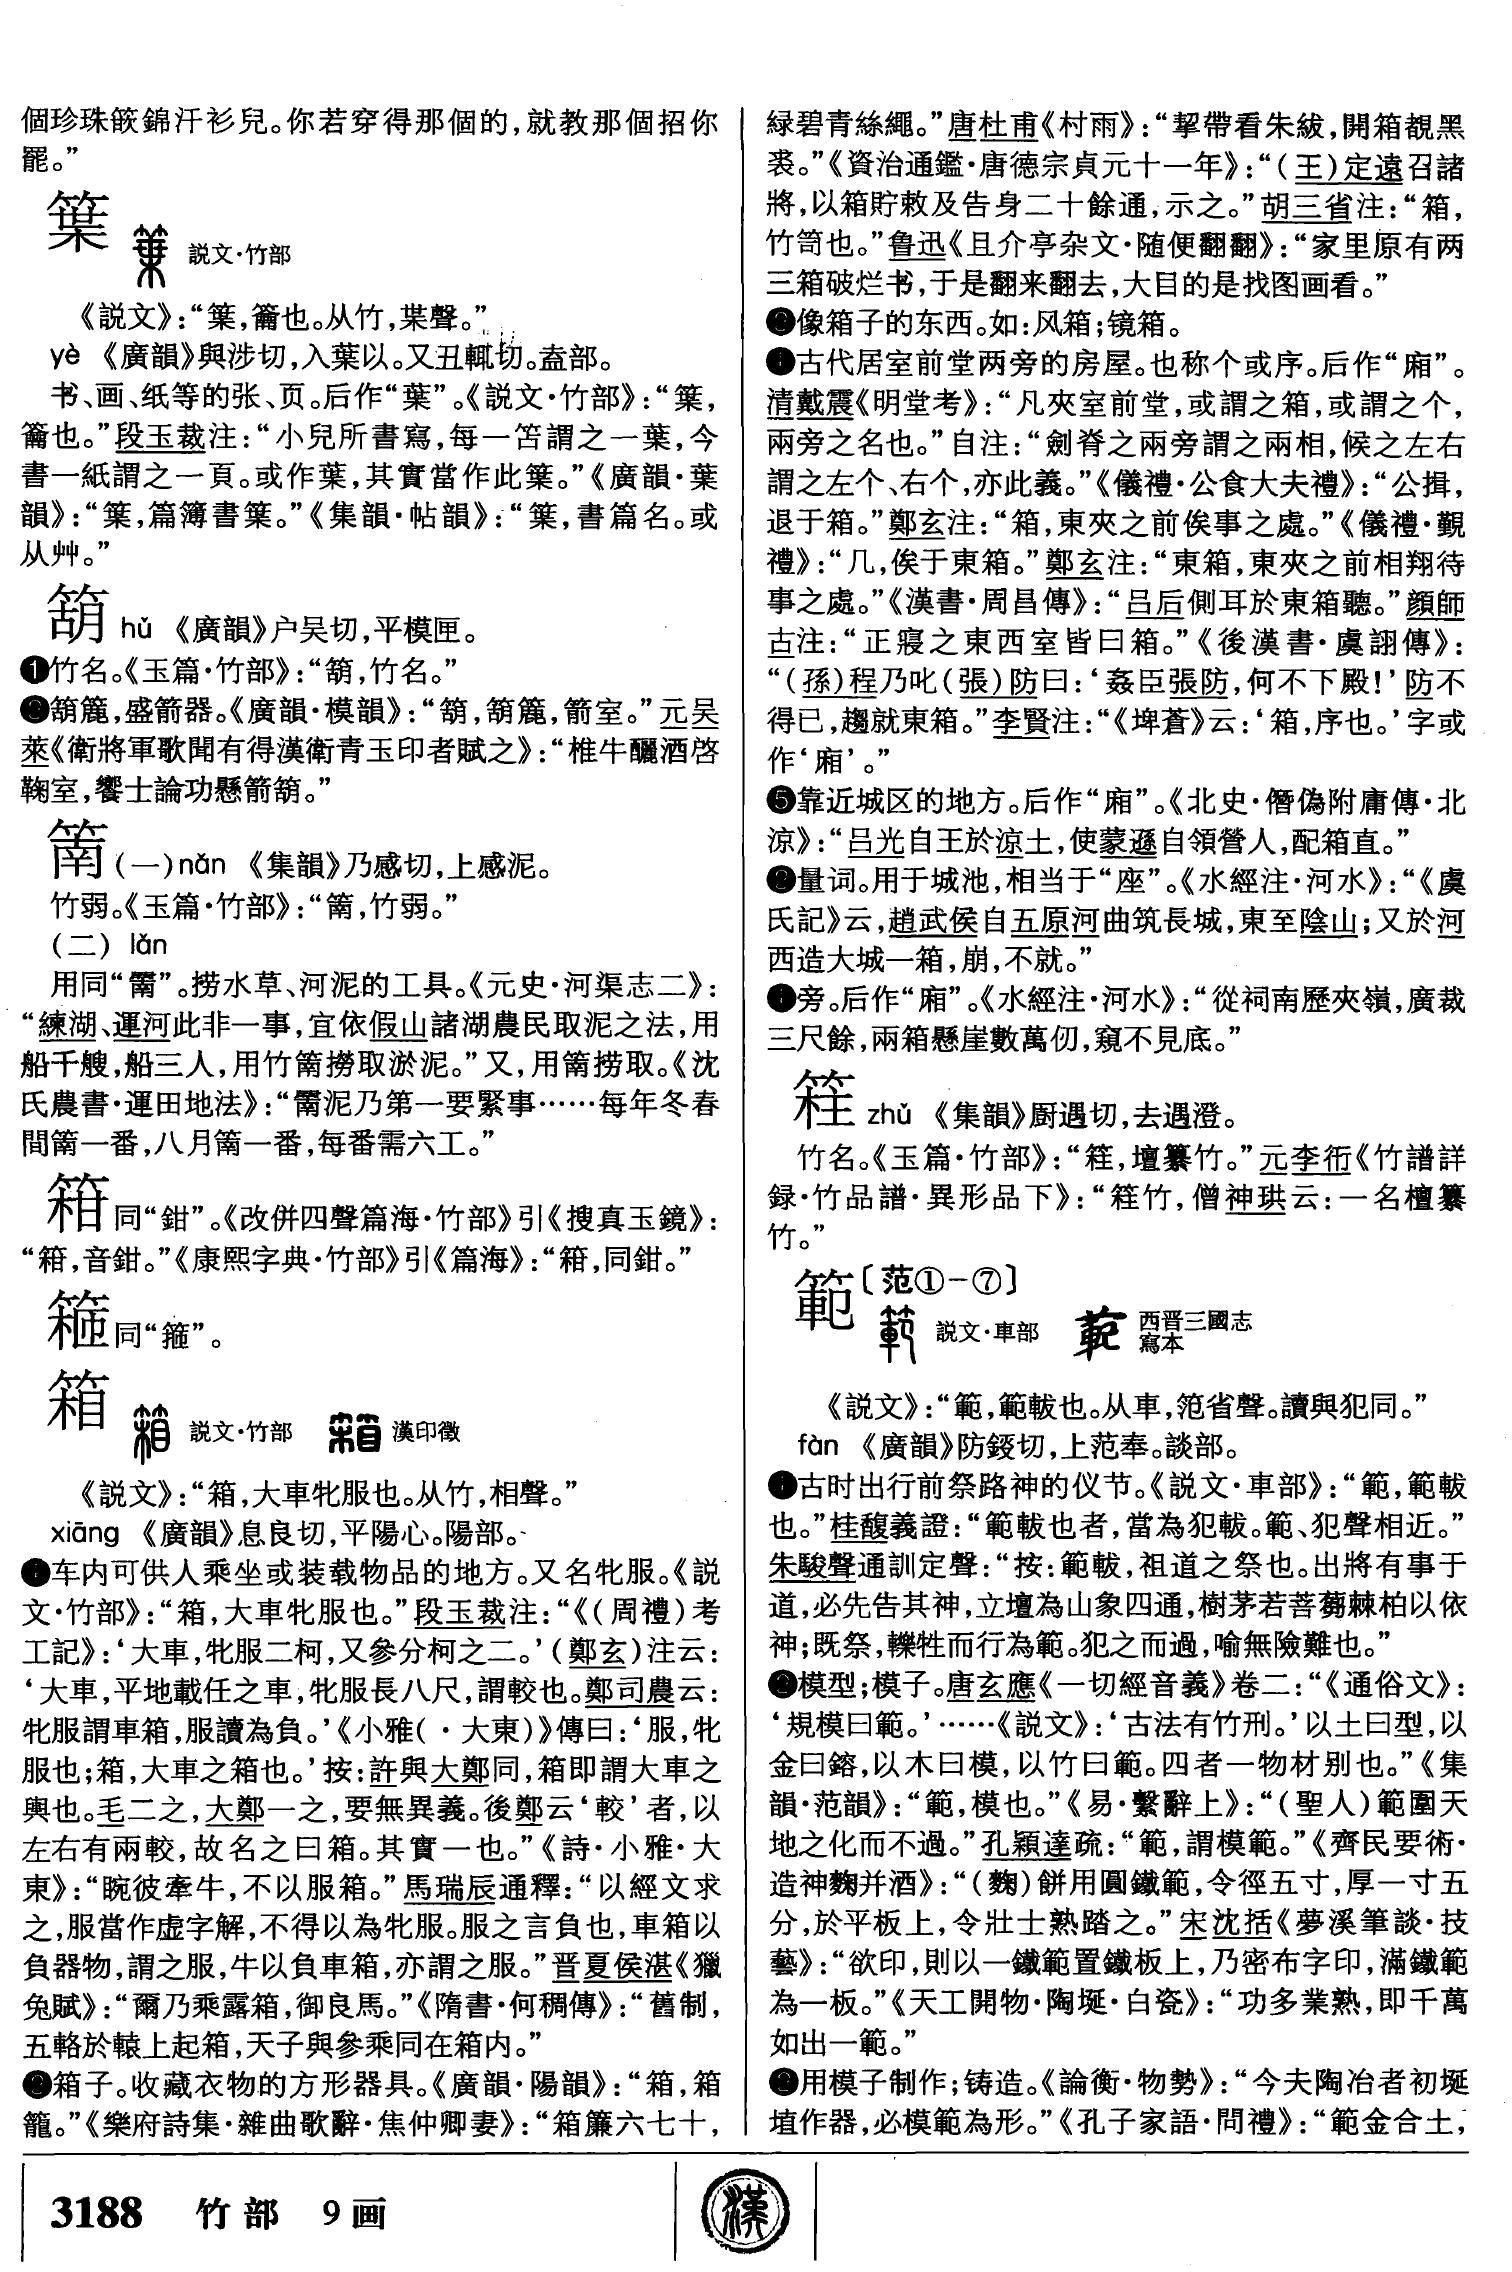 個珍珠篏錦汗衫兒。你若穿得那個的,就教那個招你
罷。”
䈎
説文·竹部
《説文》:“䈎,籥也。从竹,枼聲。”
yè 《廣韻》與涉切,入葉以。又丑輒切。盍部。
书、画、纸等的张、页。后作“葉”。《説文·竹部》:“䈎,
籥也。”段玉裁注:“小兒所書寫,每一笘謂之一葉,今
書一紙謂之一頁。或作葉,其實當作此䈎。”《廣韻·葉
韻》:“䈎,篇簿書䈎。”《集韻·帖韻》:“䈎,書篇名。或
从艸。”
箶 hǔ 《廣韻》户吴切,平模匣。
❶竹名。《玉篇·竹部》:“箶,竹名。”
❷箶簏,盛箭器。《廣韻·模韻》:“箶,箶簏,箭室。”元吴
萊《衛將軍歌聞有得漢衛青玉印者賦之》:“椎牛釃酒啓
鞠室,饗士論功懸箭箶。”
䈒 (一)nǎn 《集韻》乃感切,上感泥。
竹弱。《玉篇·竹部》:“䈒,竹弱。”
(二) lǎn
用同“罱”。捞水草、河泥的工具。《元史·河渠志二》:
“練湖、運河此非一事,宜依假山諸湖農民取泥之法,用
船千艘,船三人,用竹䈒撈取淤泥。”又,用䈒捞取。《沈
氏農書·運田地法》:“罱泥乃第一要緊事……每年冬春
間䈒一番,八月䈒一番,每番需六工。”
同“鉗”。《改併四聲篇海·竹部》引《搜真玉鏡》:
“,音鉗。”《康熙字典·竹部》引《篇海》:“,同鉗。”
同“箍”。
箱
説文·竹部 漢印徵
《説文》:“箱,大車牝服也。从竹,相聲。”
xiāng 《廣韻》息良切,平陽心。陽部。
❶车内可供人乘坐或装载物品的地方。又名牝服。《説
文·竹部》:“箱,大車牝服也。”段玉裁注:“《(周禮)考
工記》:‘大車,牝服二柯,又參分柯之二。’(鄭玄)注云:
‘大車,平地載任之車,牝服長八尺,謂較也。鄭司農云:
牝服謂車箱,服讀為負。’《小雅(·大東)》傳曰:‘服,牝
服也;箱,大車之箱也。’按:許與大鄭同,箱即謂大車之
輿也。毛二之,大鄭一之,要無異義。後鄭云‘較’者,以
左右有兩較,故名之曰箱。其實一也。”《詩·小雅·大
東》:“睆彼牽牛,不以服箱。”馬瑞辰通釋:“以經文求
之,服當作虚字解,不得以為牝服。服之言負也,車箱以
負器物,謂之服,牛以負車箱,亦謂之服。”晋夏侯湛《獵
兔賦》:“爾乃乘露箱,御良馬。”《隋書·何稠傳》:“舊制,
五輅於轅上起箱,天子與參乘同在箱内。”
❷箱子。收藏衣物的方形器具。《廣韻·陽韻》:“箱,箱
籠。”《樂府詩集·雜曲歌辭·焦仲卿妻》:“箱簾六七十,
緑碧青絲繩。”唐杜甫《村雨》:“挈帶看朱紱,開箱覩黑
裘。”《資治通鑑·唐德宗貞元十一年》:“(王)定遠召諸
將,以箱貯敕及告身二十餘通,示之。”胡三省注:“箱,
竹笥也。”鲁迅《且介亭杂文·随便翻翻》:“家里原有两
三箱破烂书,于是翻来翻去,大目的是找图画看。”
❸像箱子的东西。如:风箱;镜箱。
❹古代居室前堂两旁的房屋。也称个或序。后作“廂”。
清戴震《明堂考》:“凡夾室前堂,或謂之箱,或謂之个,
兩旁之名也。”自注:“劍脊之兩旁謂之兩相,候之左右
謂之左个、右个,亦此義。”《儀禮·公食大夫禮》:“公揖,
退于箱。”鄭玄注:“箱,東夾之前俟事之處。”《儀禮·覲
禮》:“几,俟于東箱。”鄭玄注:“東箱,東夾之前相翔待
事之處。”《漢書·周昌傳》:“吕后側耳於東箱聽。”顔師
古注:“正寢之東西室皆曰箱。”《後漢書·虞詡傳》:
“(孫)程乃叱(張)防曰:‘姦臣張防,何不下殿!’防不
得已,趨就東箱。”李賢注:“《埤蒼》云:‘箱,序也。’字或
作‘廂’。”
❺靠近城区的地方。后作“廂”。《北史·僭僞附庸傳·北
涼》:“吕光自王於涼土,使蒙遜自領營人,配箱直。”
❻量词。用于城池,相当于“座”。《水經注·河水》:“《虞
氏記》云,趙武侯自五原河曲筑長城,東至陰山;又於河
西造大城一箱,崩,不就。”
❼旁。后作“廂”。《水經注·河水》:“從祠南歷夾嶺,廣裁
三尺餘,兩箱懸崖數萬仞,窺不見底。”
zhǔ 《集韻》厨遇切,去遇澄。
竹名。《玉篇·竹部》:“,壇纂竹。”元李衎《竹譜詳
録·竹品譜·異形品下》:“竹,僧神珙云:一名檀纂
竹。”
範〔范①-⑦〕
説文·車部 西晋三國志
寫本
《説文》:“範,範軷也。从車,笵省聲。讀與犯同。”
fàn 《廣韻》防錽切,上范奉。談部。
❶古时出行前祭路神的仪节。《説文·車部》:“範,範軷
也。”桂馥義證:“範軷也者,當為犯軷。範、犯聲相近。”
朱駿聲通訓定聲:“按:範軷,祖道之祭也。出將有事于
道,必先告其神,立壇為山象四通,樹茅若菩蒭棘柏以依
神;既祭,轢牲而行為範。犯之而過,喻無險難也。”
❷模型;模子。唐玄應《一切經音義》卷二:“《通俗文》:
‘規模曰範。’……《説文》:‘古法有竹刑。’以土曰型,以
金曰鎔,以木曰模,以竹曰範。四者一物材别也。”《集
韻·范韻》:“範,模也。”《易·繫辭上》:“(聖人)範圍天
地之化而不過。”孔穎達疏:“範,謂模範。”《齊民要術·
造神麴并酒》:“(麴)餅用圓鐵範,令徑五寸,厚一寸五
分,於平板上,令壯士熟踏之。”宋沈括《夢溪筆談·技
藝》:“欲印,則以一鐵範置鐵板上,乃密布字印,滿鐵範
為一板。”《天工開物·陶埏·白瓷》:“功多業熟,即千萬
如出一範。”
❸用模子制作;铸造。《論衡·物勢》:“今夫陶冶者初埏
埴作器,必模範為形。”《孔子家語·問禮》:“範金合土,
3188 竹部 9画
漢